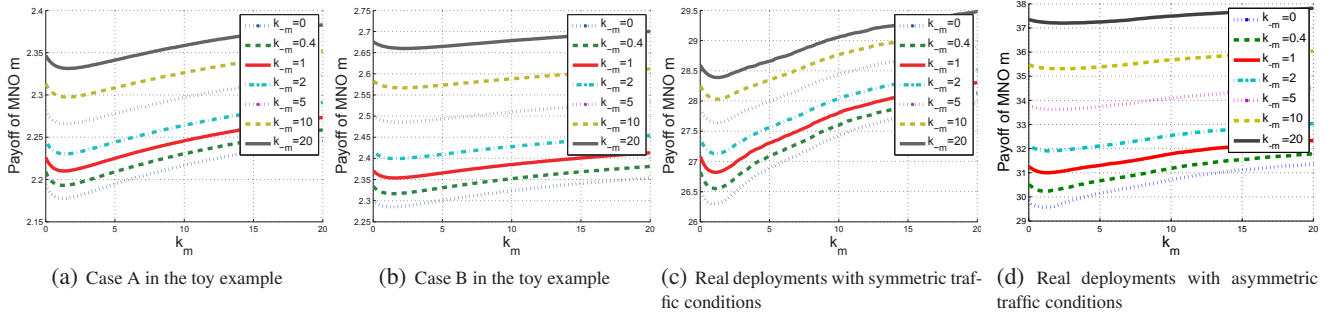 2.4
2.35
2.3
2.25
2.2
2.15
0 5 10 15 20
Payoff of MNO m
k_m
k_-m=0
k_-m=0.4
k_-m=1
k_-m=2
k_-m=5
k_-m=10
k_-m=20
(a) Case A in the toy example
2.8
2.75
2.7
2.65
2.6
2.55
2.5
2.45
2.4
2.35
2.3
2.25
0 5 10 15 20
Payoff of MNO m
k_m
k_-m=0
k_-m=0.4
k_-m=1
k_-m=2
k_-m=5
k_-m=10
k_-m=20
(b) Case B in the toy example
29.5
29
28.5
28
27.5
27
26.5
26
0 5 10 15 20
Payoff of MNO m
k_m
k_-m=0
k_-m=0.4
k_-m=1
k_-m=2
k_-m=5
k_-m=10
k_-m=20
(c) Real deployments with symmetric traf-
fic conditions
38
37
36
35
34
33
32
31
30
29
0 5 10 15 20
Payoff of MNO m
k_m
k_-m=0
k_-m=0.4
k_-m=1
k_-m=2
k_-m=5
k_-m=10
k_-m=20
(d) Real deployments with asymmetric
traffic conditions